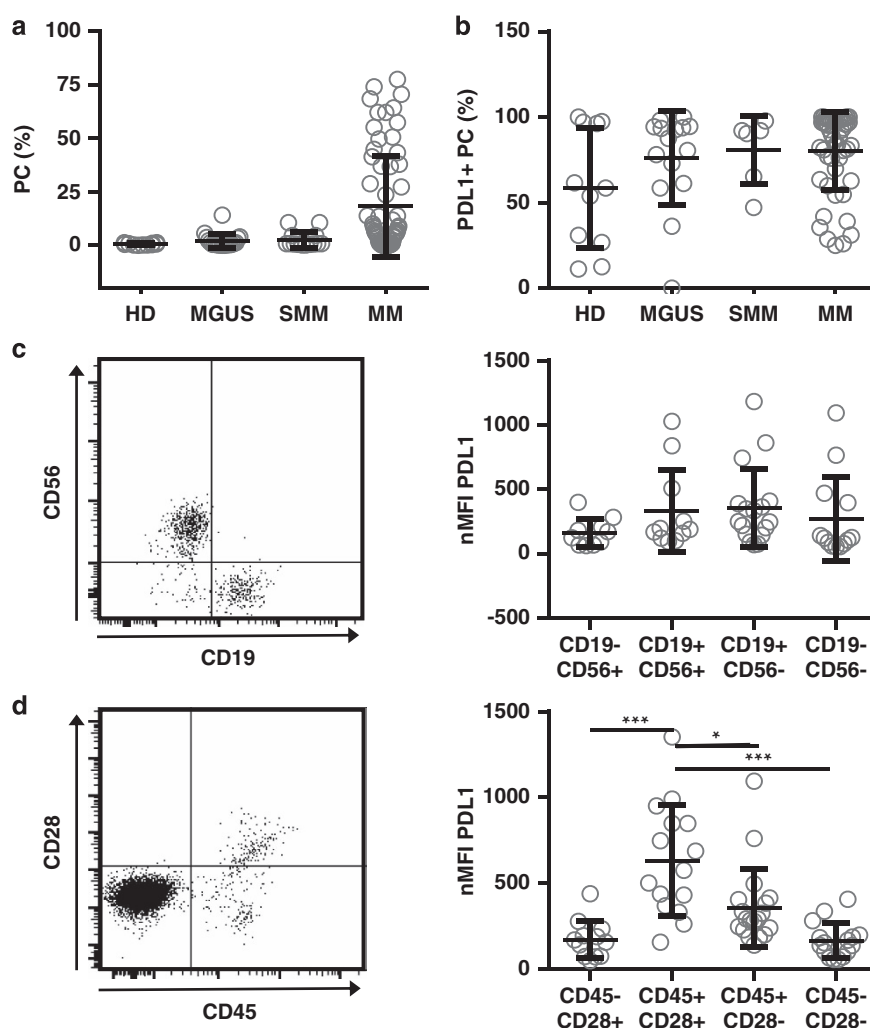 a
PC (%)
100
75
50
25
0
HD MGUS SMM MM
b
PDL1+ PC (%)
150
100
50
0
HD MGUS SMM MM
c
CD56
CD19
nMFI PDL1
1500
1000
500
0
-500
CD19- CD19+ CD19+ CD19-
CD56+ CD56+ CD56- CD56-
d
CD28
CD45
nMFI PDL1
1500
1000
500
0
***
*
***
CD45- CD45+ CD45+ CD45-
CD28+ CD28+ CD28- CD28-